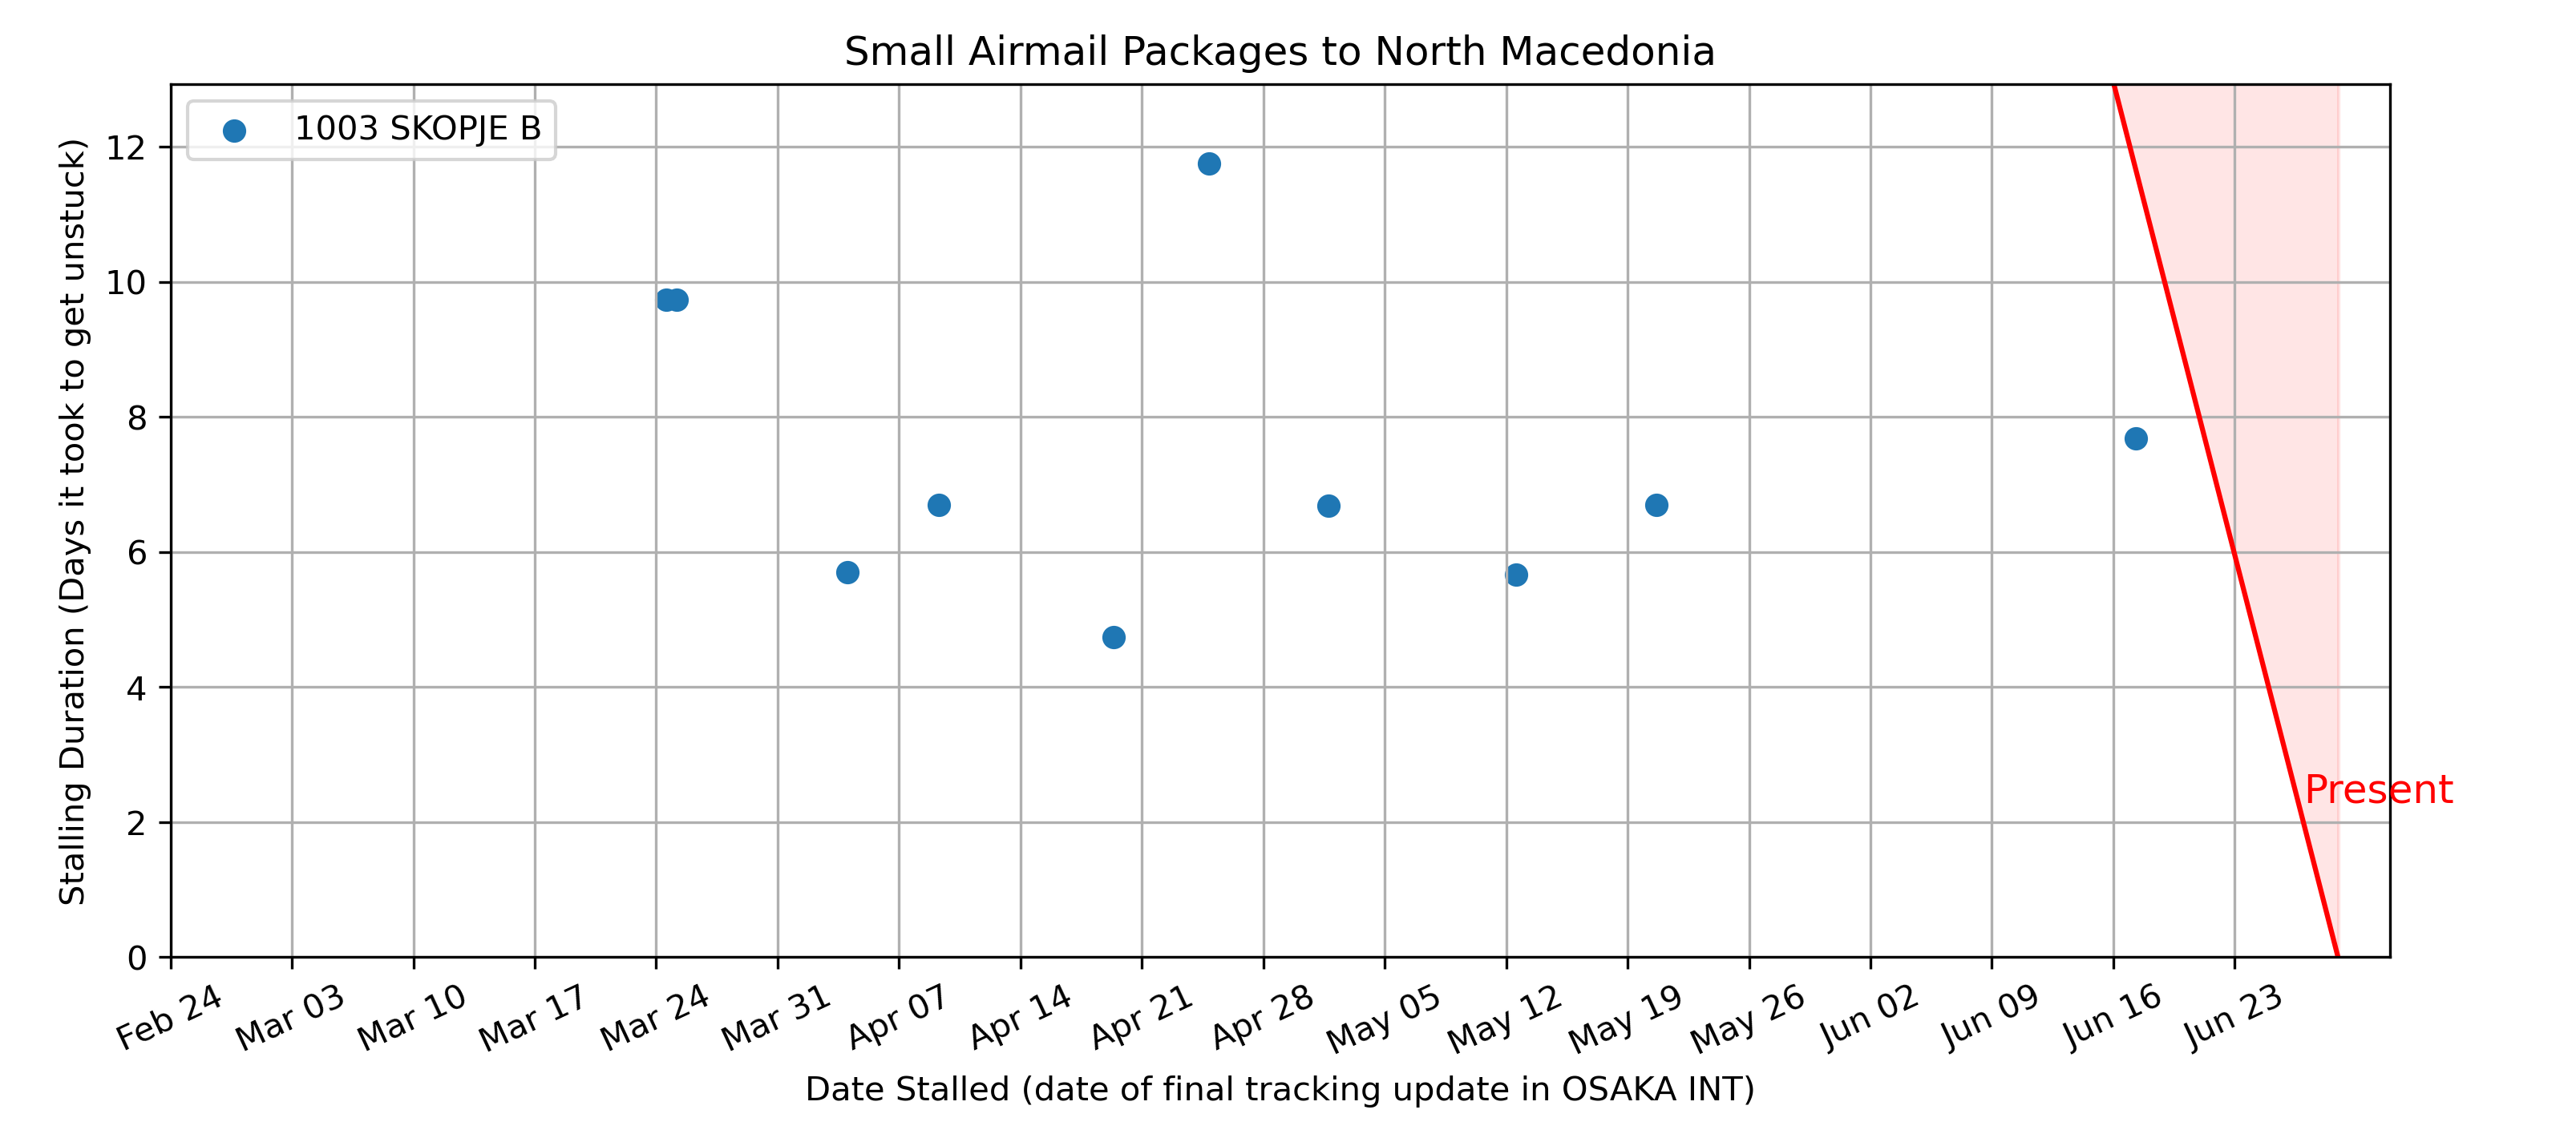 Small Airmail Packages to North Macedonia
1003 SKOPJE B
Stalling Duration (Days it took to get unstuck)
12
10
8
6
4
2
0
Present
Feb 24
Mar 03
Mar 10
Mar 17
Mar 24
Mar 31
Apr 07
Apr 14
Apr 21
Apr 28
May 05
May 12
May 19
May 26
Jun 02
Jun 09
Jun 16
Jun 23
Date Stalled (date of final tracking update in OSAKA INT)